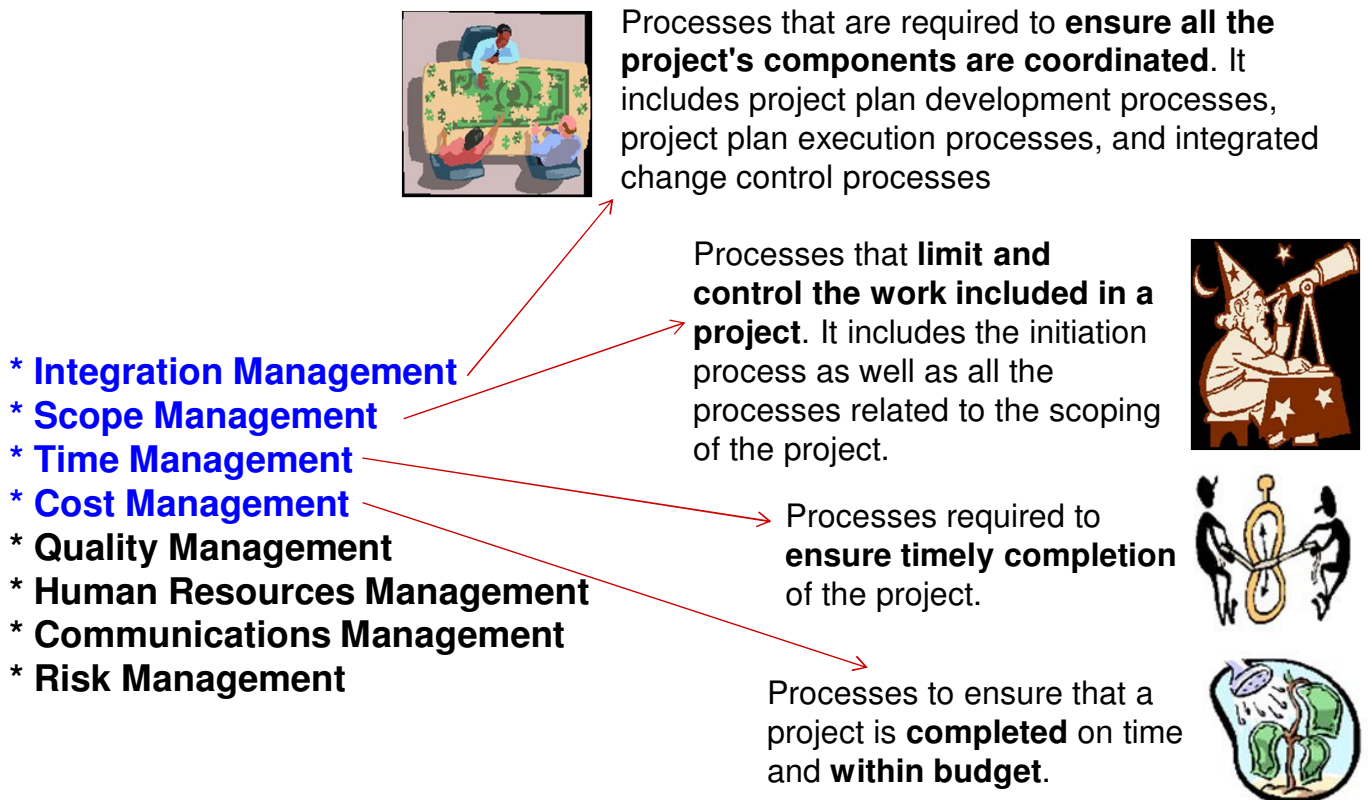 Processes that are required to ensure all the
project's components are coordinated. It
includes project plan development processes,
project plan execution processes, and integrated
change control processes
Processes that limit and
control the work included in a
project. It includes the initiation
process as well as all the
processes related to the scoping
of the project.
* Integration Management
* Scope Management
* Time Management
* Cost Management
* Quality Management
* Human Resources Management
* Communications Management
* Risk Management
Processes required to
ensure timely completion
of the project.
Processes to ensure that a
project is completed on time
and within budget.